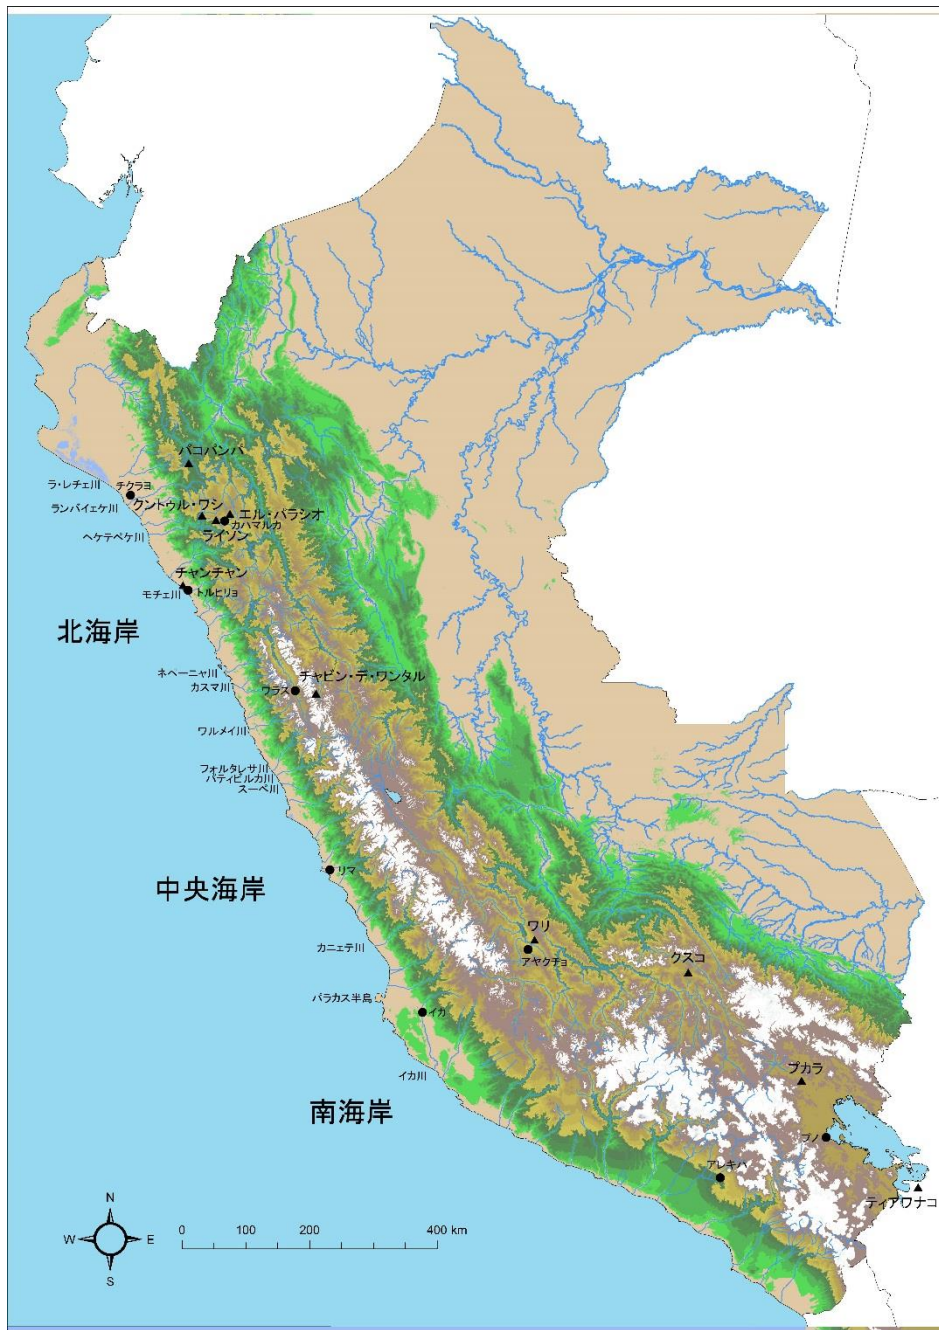 パコパンパ
ラ・レチェ川
チクラヨ
クントゥル・ワシ
ランバイェケ川
エル・パラシオ
カハマルカ
ライソン
ヘケテペケ川
チャンチャン
モチェ川
トルヒリョ
北海岸
ネペーニャ川
チャビン・デ・ワンタル
カスマ川
ワラス
ワルメイ川
フォルタレサ川
パティビルカ川
スーペ川
リマ
中央海岸
ワリ
カニェテ川
アヤクチョ
クスコ
パラカス半島
イカ
イカ川
プカラ
南海岸
プノ
アレキパ
ティアワナコ
N
W
E
S
0
100
200
400 km